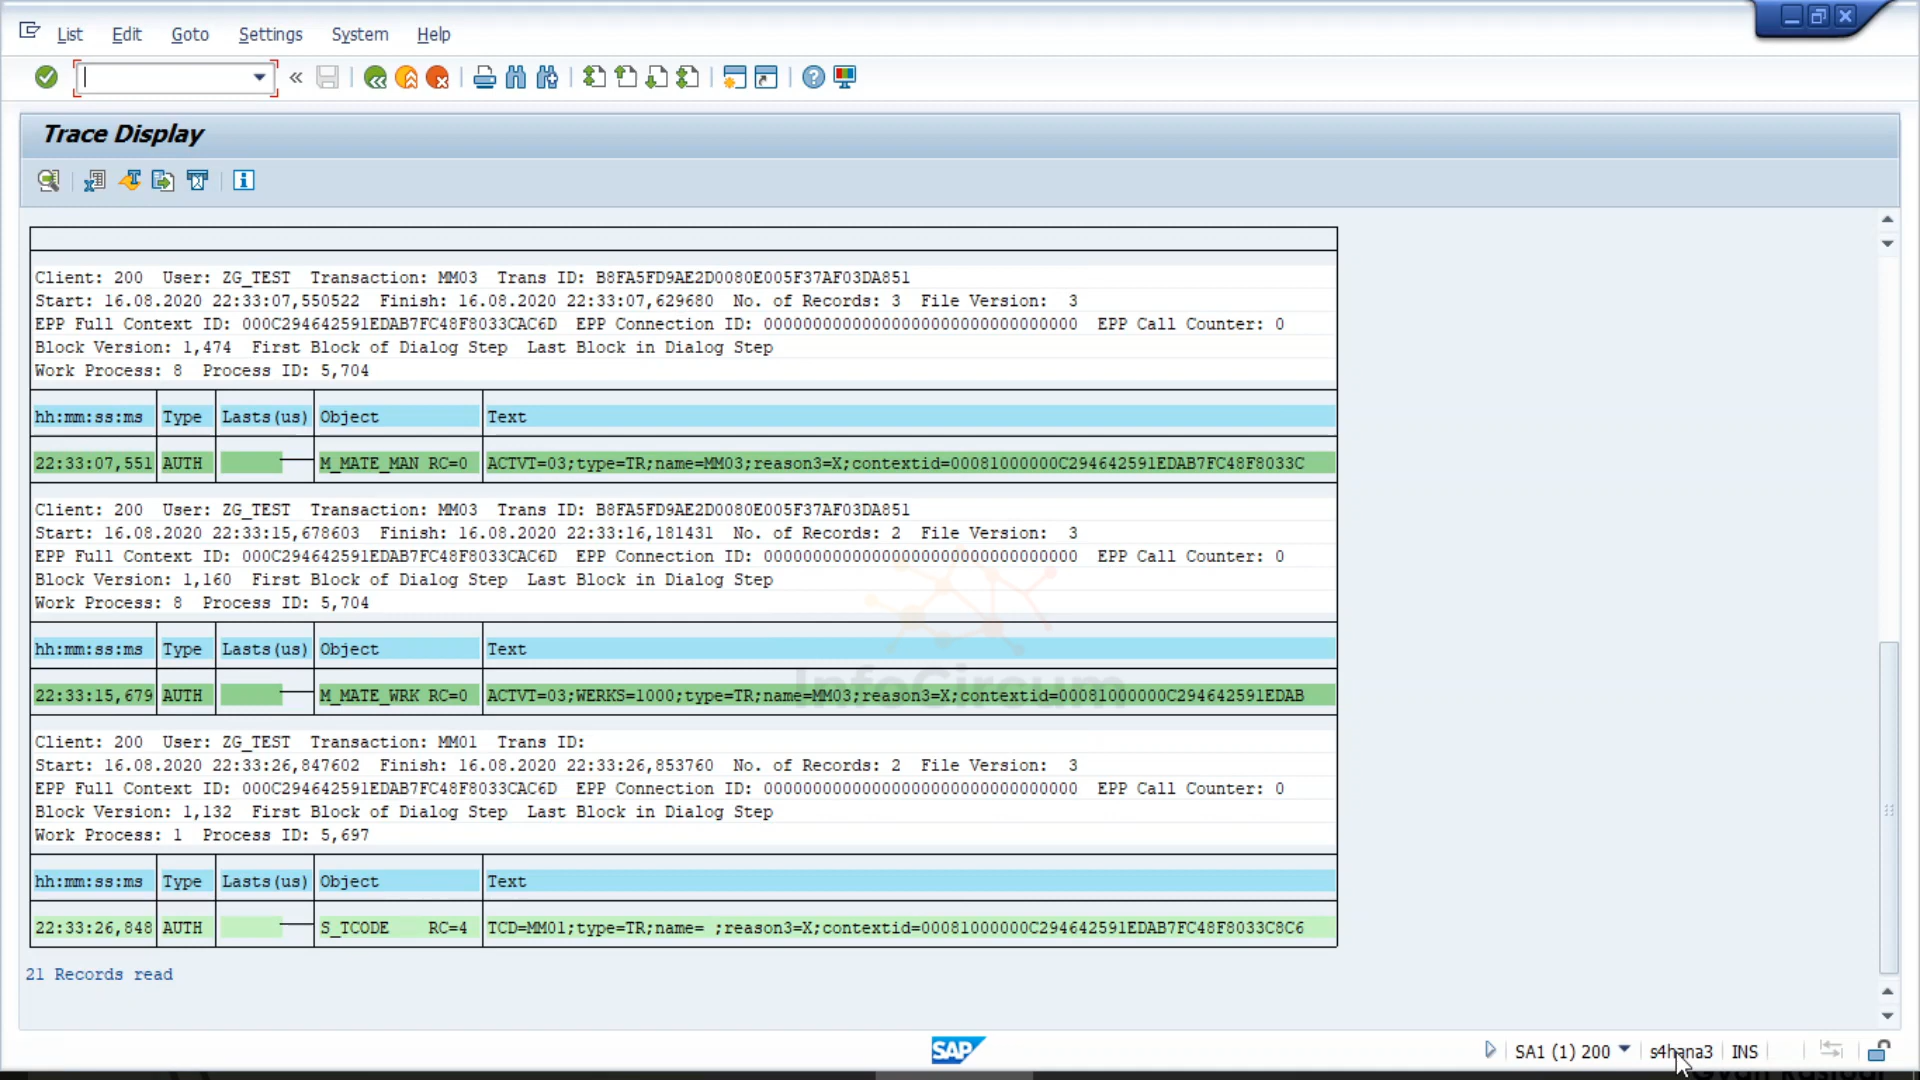 List Edit Goto Settings System Help
Trace Display
Client: 200 User: ZG_TEST Transaction: MM03 Trans ID: B8FA5FD9AE2D0080E005F37AF03DA851
Start: 16.08.2020 22:33:07,550522 Finish: 16.08.2020 22:33:07,629680 No. of Records: 3 File Version: 3
EPP Full Context ID: 000C294642591EDAB7FC48F8033CAC6D EPP Connection ID: 00000000000000000000000000000000 EPP Call Counter: 0
Block Version: 1,474 First Block of Dialog Step Last Block in Dialog Step
Work Process: 8 Process ID: 5,704
hh:mm:ss:ms Type Lasts(us) Object Text
22:33:07,551 AUTH M_MATE_MAN RC=0 ACTVT=03;type=TR;name=MM03;reason3=X;contextid=00081000000C294642591EDAB7FC48F8033C
Client: 200 User: ZG_TEST Transaction: MM03 Trans ID: B8FA5FD9AE2D0080E005F37AF03DA851
Start: 16.08.2020 22:33:15,678603 Finish: 16.08.2020 22:33:16,181431 No. of Records: 2 File Version: 3
EPP Full Context ID: 000C294642591EDAB7FC48F8033CAC6D EPP Connection ID: 00000000000000000000000000000000 EPP Call Counter: 0
Block Version: 1,160 First Block of Dialog Step Last Block in Dialog Step
Work Process: 8 Process ID: 5,704
hh:mm:ss:ms Type Lasts(us) Object Text
22:33:15,679 AUTH M_MATE_WRK RC=0 ACTVT=03;WERKS=1000;type=TR;name=MM03;reason3=X;contextid=00081000000C294642591EDAB
InfoCircum
Client: 200 User: ZG_TEST Transaction: MM01 Trans ID:
Start: 16.08.2020 22:33:26,847602 Finish: 16.08.2020 22:33:26,853760 No. of Records: 2 File Version: 3
EPP Full Context ID: 000C294642591EDAB7FC48F8033CAC6D EPP Connection ID: 00000000000000000000000000000000 EPP Call Counter: 0
Block Version: 1,132 First Block of Dialog Step Last Block in Dialog Step
Work Process: 1 Process ID: 5,697
hh:mm:ss:ms Type Lasts(us) Object Text
22:33:26,848 AUTH S_TCODE RC=4 TCD=MM01;type=TR;name= ;reason3=X;contextid=00081000000C294642591EDAB7FC48F8033C8C6
21 Records read
SAP SA1 (1) 200 s4hana3 INS